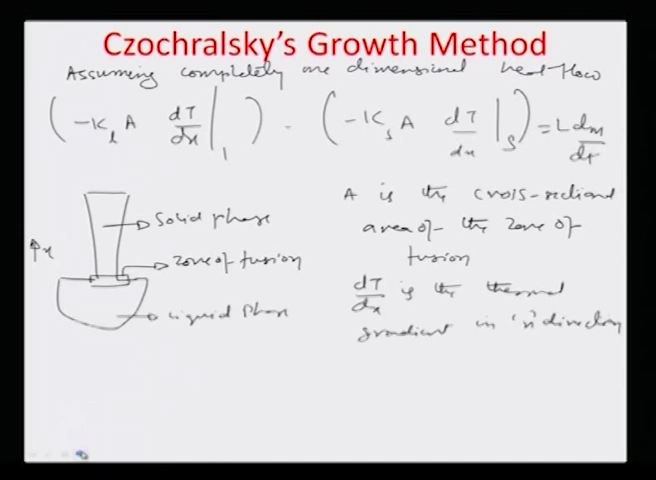 Czochralsky's Growth Method
Assuming completely one dimensional heat flow
(-K_l A dT/dx |_l) - (-K_s A dT/dx |_s) = L dm/dt
A is the cross-sectional
area of the zone of
fusion
dT/dx is the thermal
gradient in 'x' direction
Solid phase
zone of fusion
Liquid phase
↑x